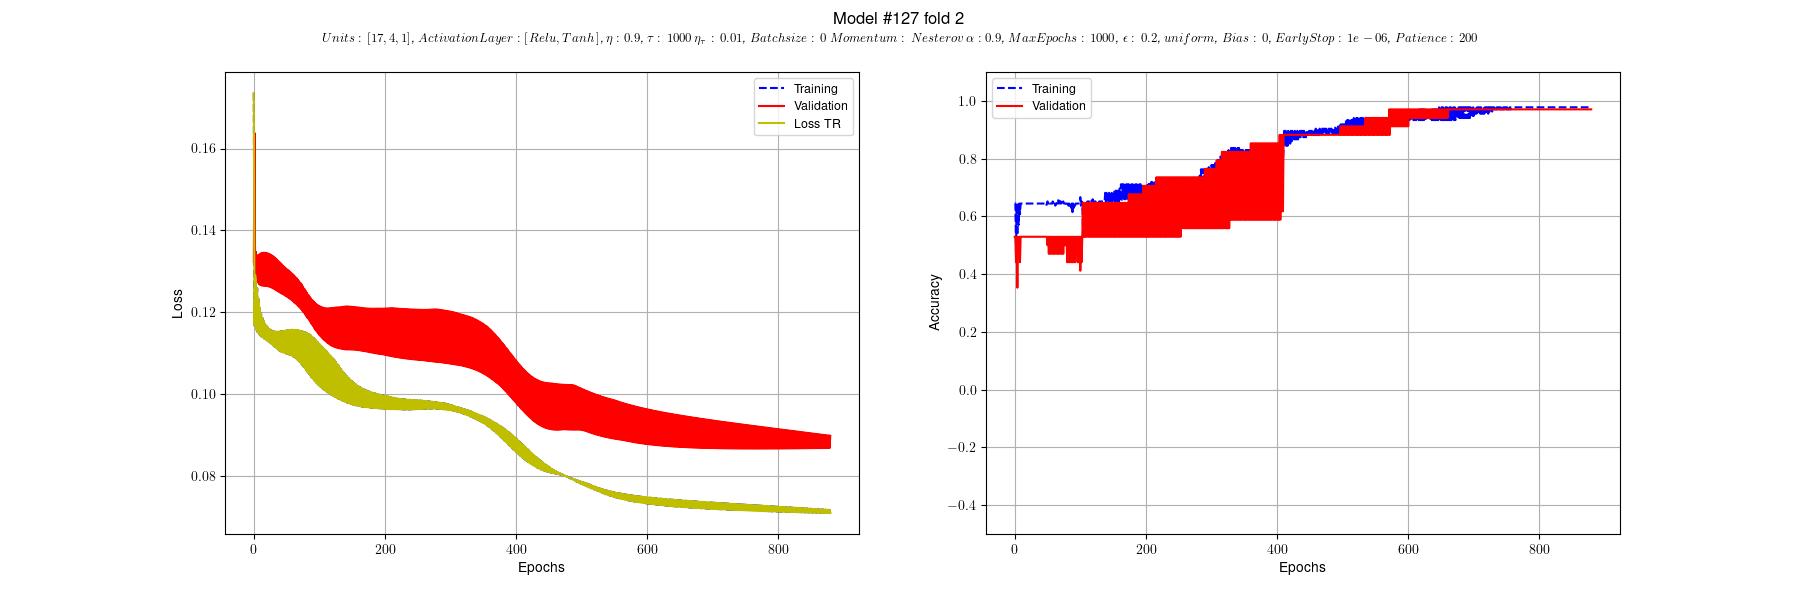 Model #127 fold 2
Units : [17, 4, 1], ActivationLayer : [Relu, Tanh], η : 0.9, τ : 1000 η_τ : 0.01, Batchsize : 0 Momentum : Nesterov α : 0.9, MaxEpochs : 1000, ϵ : 0.2, uniform, Bias : 0, EarlyStop : 1e − 06, Patience : 200
Training
Validation
Loss TR
0.16
0.14
0.12
0.10
0.08
Loss
0 200 400 600 800
Epochs
Training
Validation
1.0
0.8
0.6
0.4
0.2
0.0
−0.2
−0.4
Accuracy
0 200 400 600 800
Epochs